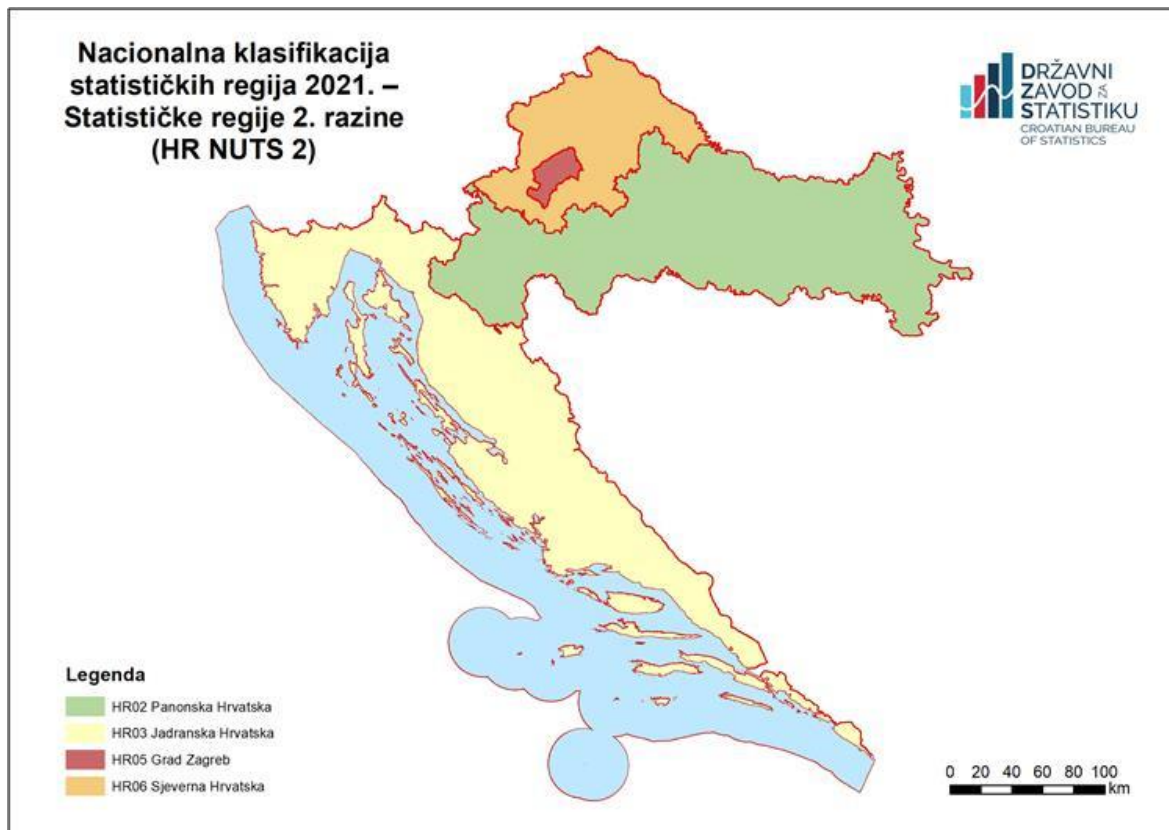 Nacionalna klasifikacija
statističkih regija 2021. –
Statističke regije 2. razine
(HR NUTS 2)
DRŽAVNI
ZAVOD ZA
STATISTIKU
CROATIAN BUREAU
OF STATISTICS
Legenda
HR02 Panonska Hrvatska
HR03 Jadranska Hrvatska
HR05 Grad Zagreb
HR06 Sjeverna Hrvatska
0 20 40 60 80 100
km